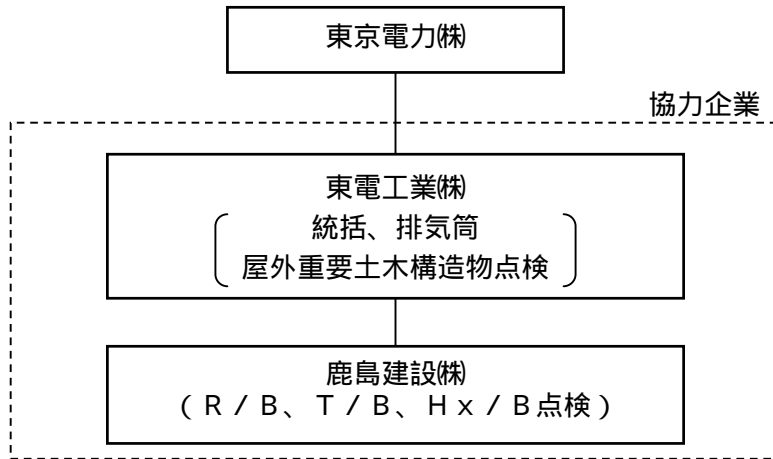 東京電力㈱
協力企業
東電工業㈱
統括、排気筒
屋外重要土木構造物点検
鹿島建設㈱
（Ｒ／Ｂ、Ｔ／Ｂ、Ｈｘ／Ｂ点検）